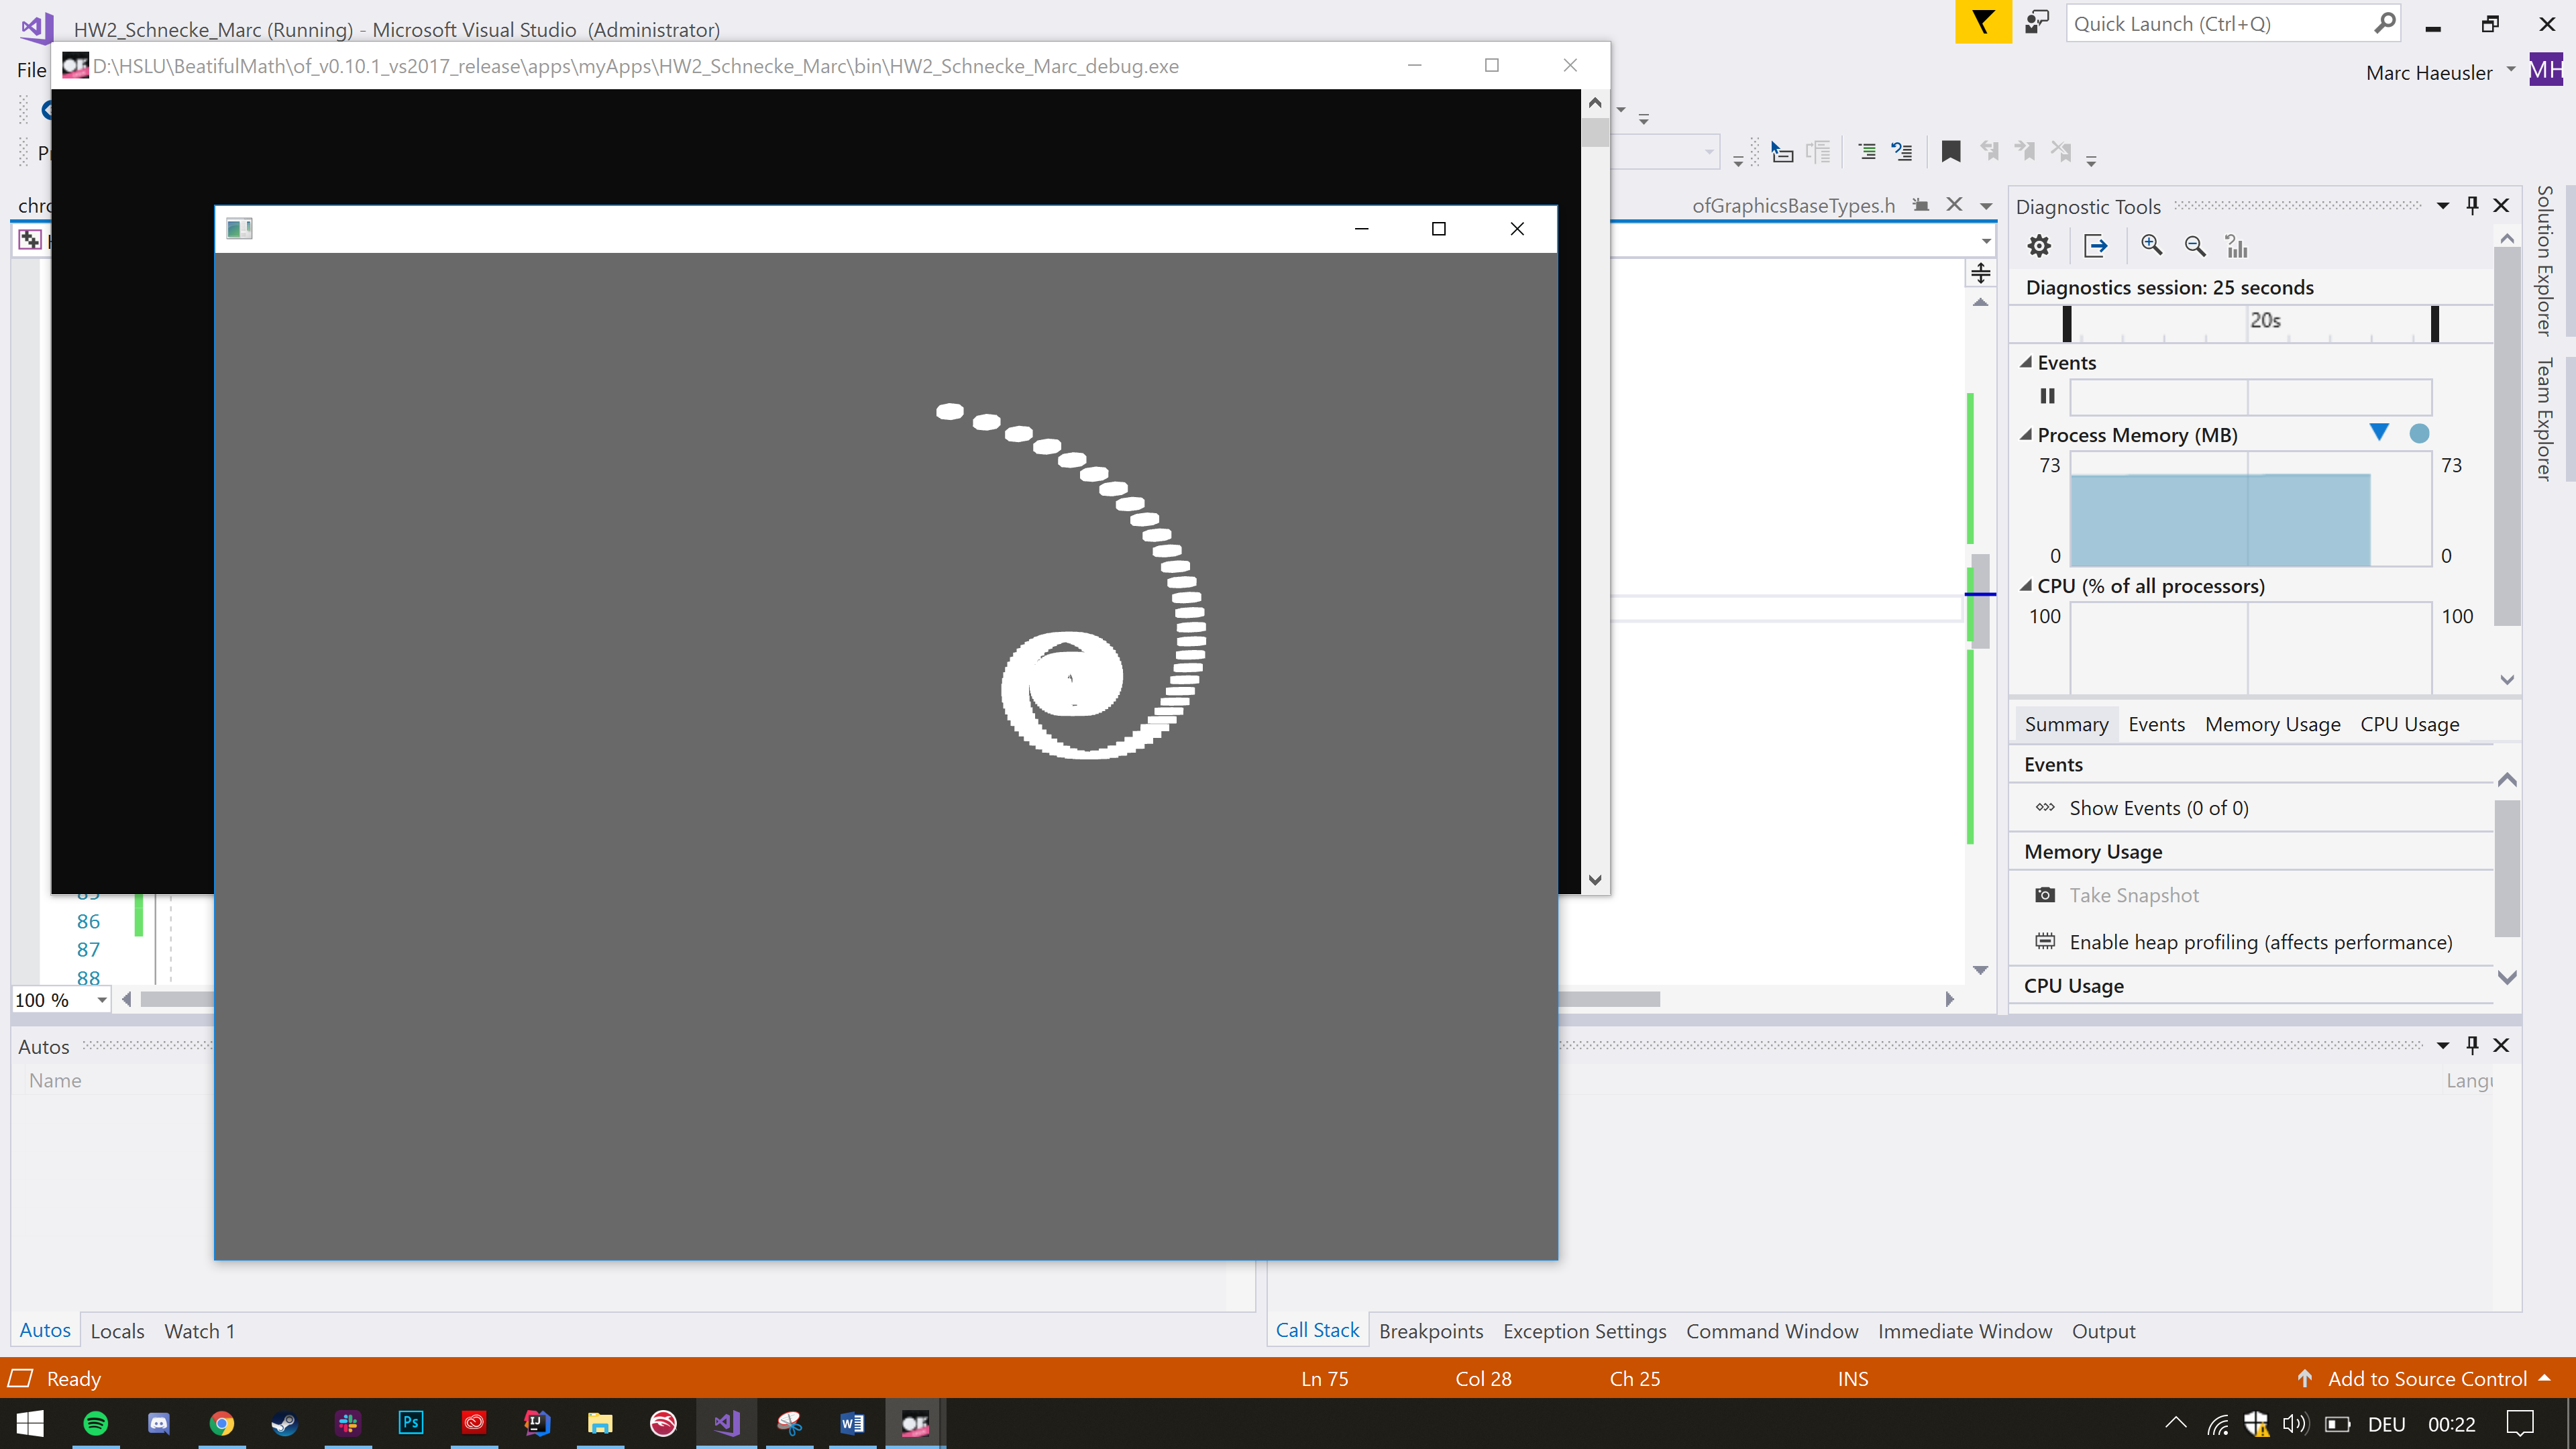 HW2_Schnecke_Marc (Running) - Microsoft Visual Studio (Administrator)
Quick Launch (Ctrl+Q)
D:\HSLU\BeatifulMath\of_v0.10.1_vs2017_release\apps\myApps\HW2_Schnecke_Marc\bin\HW2_Schnecke_Marc_debug.exe
File
Marc Haeusler
MH
ofGraphicsBaseTypes.h
Diagnostic Tools
Solution Explorer
Team Explorer
Diagnostics session: 25 seconds
20s
Events
Process Memory (MB)
73
73
0
0
CPU (% of all processors)
100
100
Summary Events Memory Usage CPU Usage
Events
Show Events (0 of 0)
Memory Usage
Take Snapshot
Enable heap profiling (affects performance)
CPU Usage
86
87
88
100 %
Autos
Name
Autos Locals Watch 1
Call Stack Breakpoints Exception Settings Command Window Immediate Window Output
Ready
Ln 75
Col 28
Ch 25
INS
Add to Source Control
Ps
IJ
OF
DEU
00:22